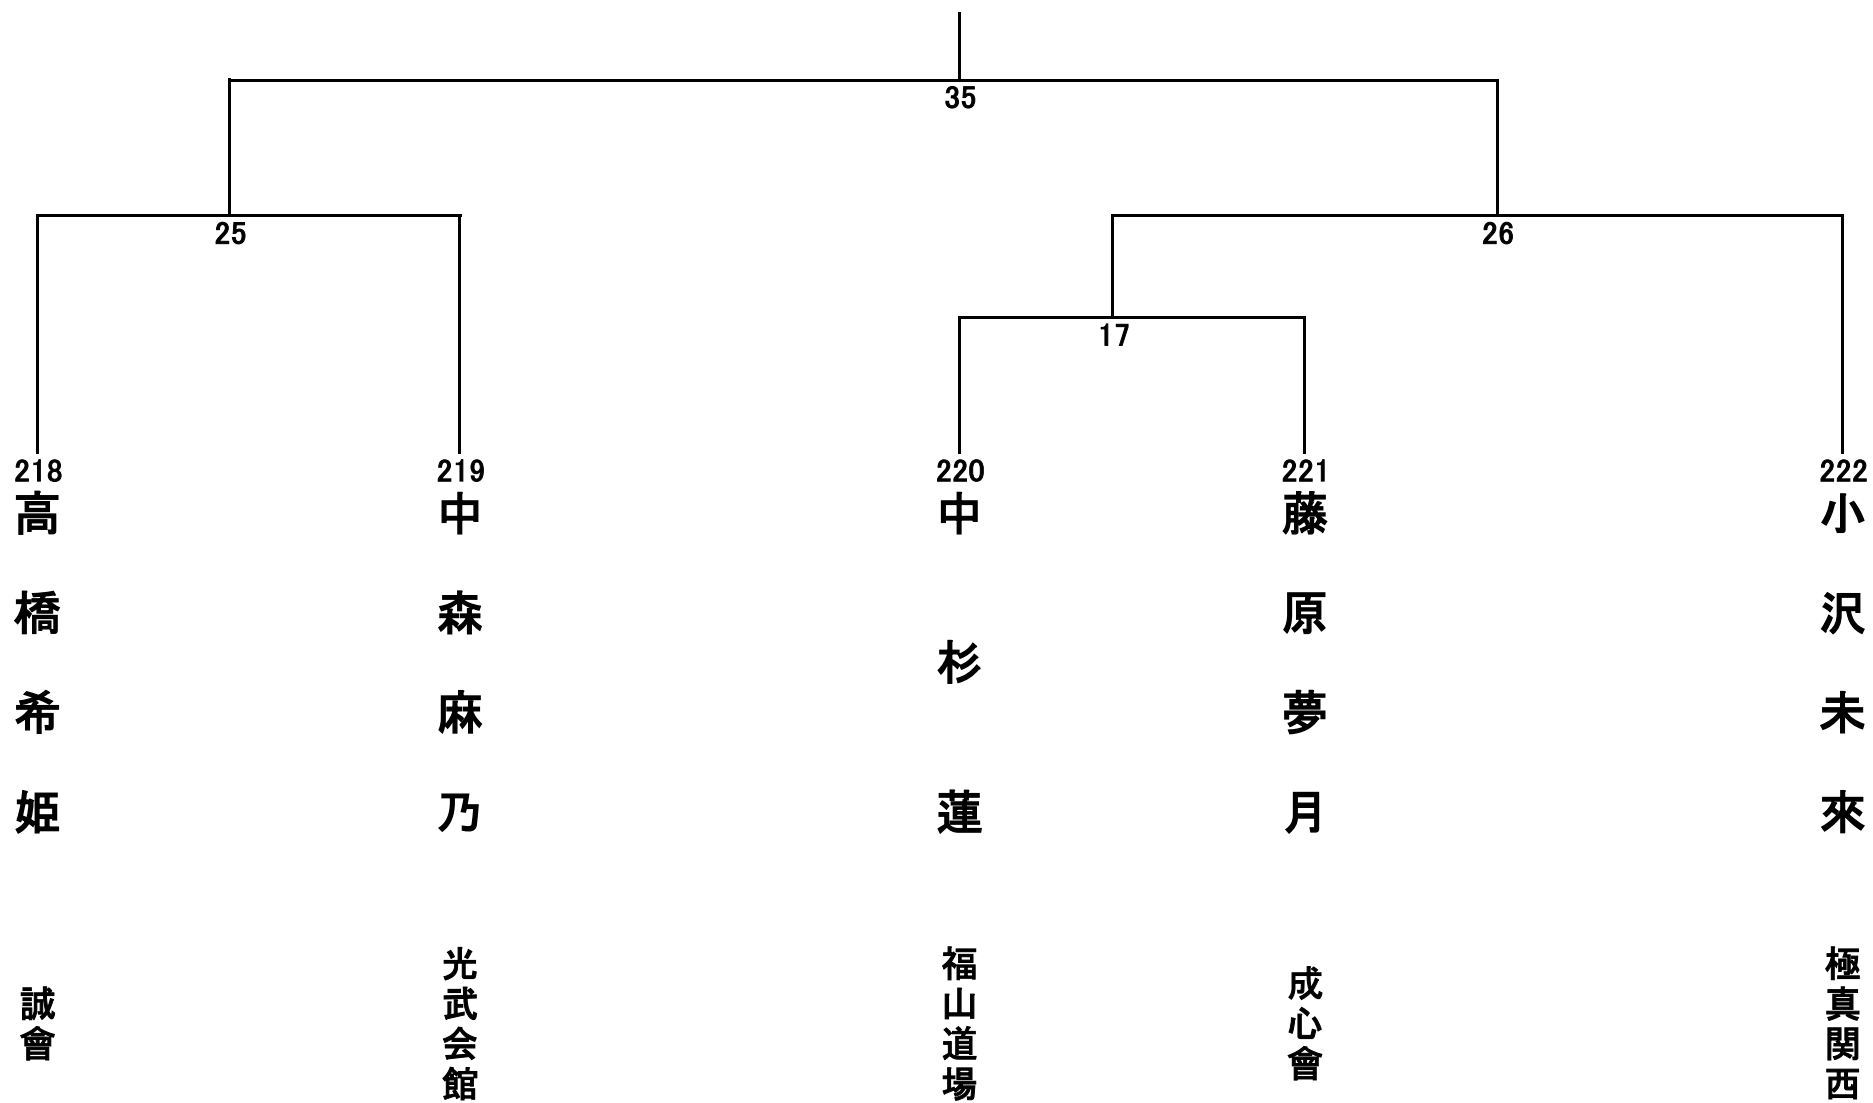 35
25
26
17
218
219
220
221
222
高橋希姫
中森麻乃
中杉蓮
藤原夢月
小沢未來
誠會
光武会館
福山道場
成心會
極真関西